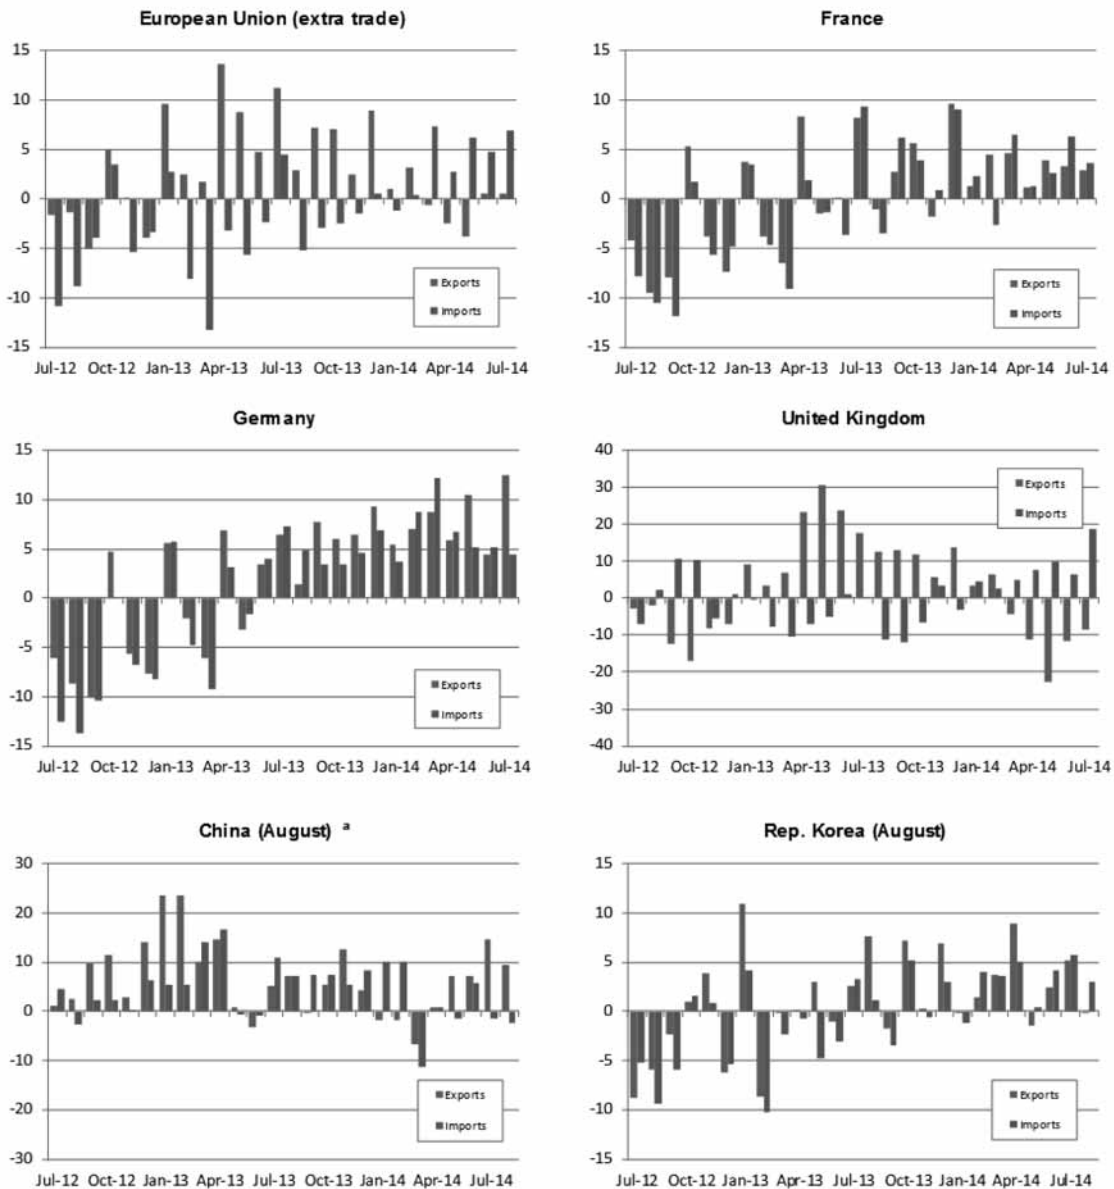 European Union (extra trade)
15
10
5
0
-5
-10
-15
Exports
Imports
Jul-12 Oct-12 Jan-13 Apr-13 Jul-13 Oct-13 Jan-14 Apr-14 Jul-14
France
15
10
5
0
-5
-10
-15
Exports
Imports
Jul-12 Oct-12 Jan-13 Apr-13 Jul-13 Oct-13 Jan-14 Apr-14 Jul-14
Germany
15
10
5
0
-5
-10
-15
Exports
Imports
Jul-12 Oct-12 Jan-13 Apr-13 Jul-13 Oct-13 Jan-14 Apr-14 Jul-14
United Kingdom
40
30
20
10
0
-10
-20
-30
-40
Exports
Imports
Jul-12 Oct-12 Jan-13 Apr-13 Jul-13 Oct-13 Jan-14 Apr-14 Jul-14
China (August) a
30
20
10
0
-10
-20
-30
Exports
Imports
Jul-12 Oct-12 Jan-13 Apr-13 Jul-13 Oct-13 Jan-14 Apr-14 Jul-14
Rep. Korea (August)
15
10
5
0
-5
-10
-15
Exports
Imports
Jul-12 Oct-12 Jan-13 Apr-13 Jul-13 Oct-13 Jan-14 Apr-14 Jul-14